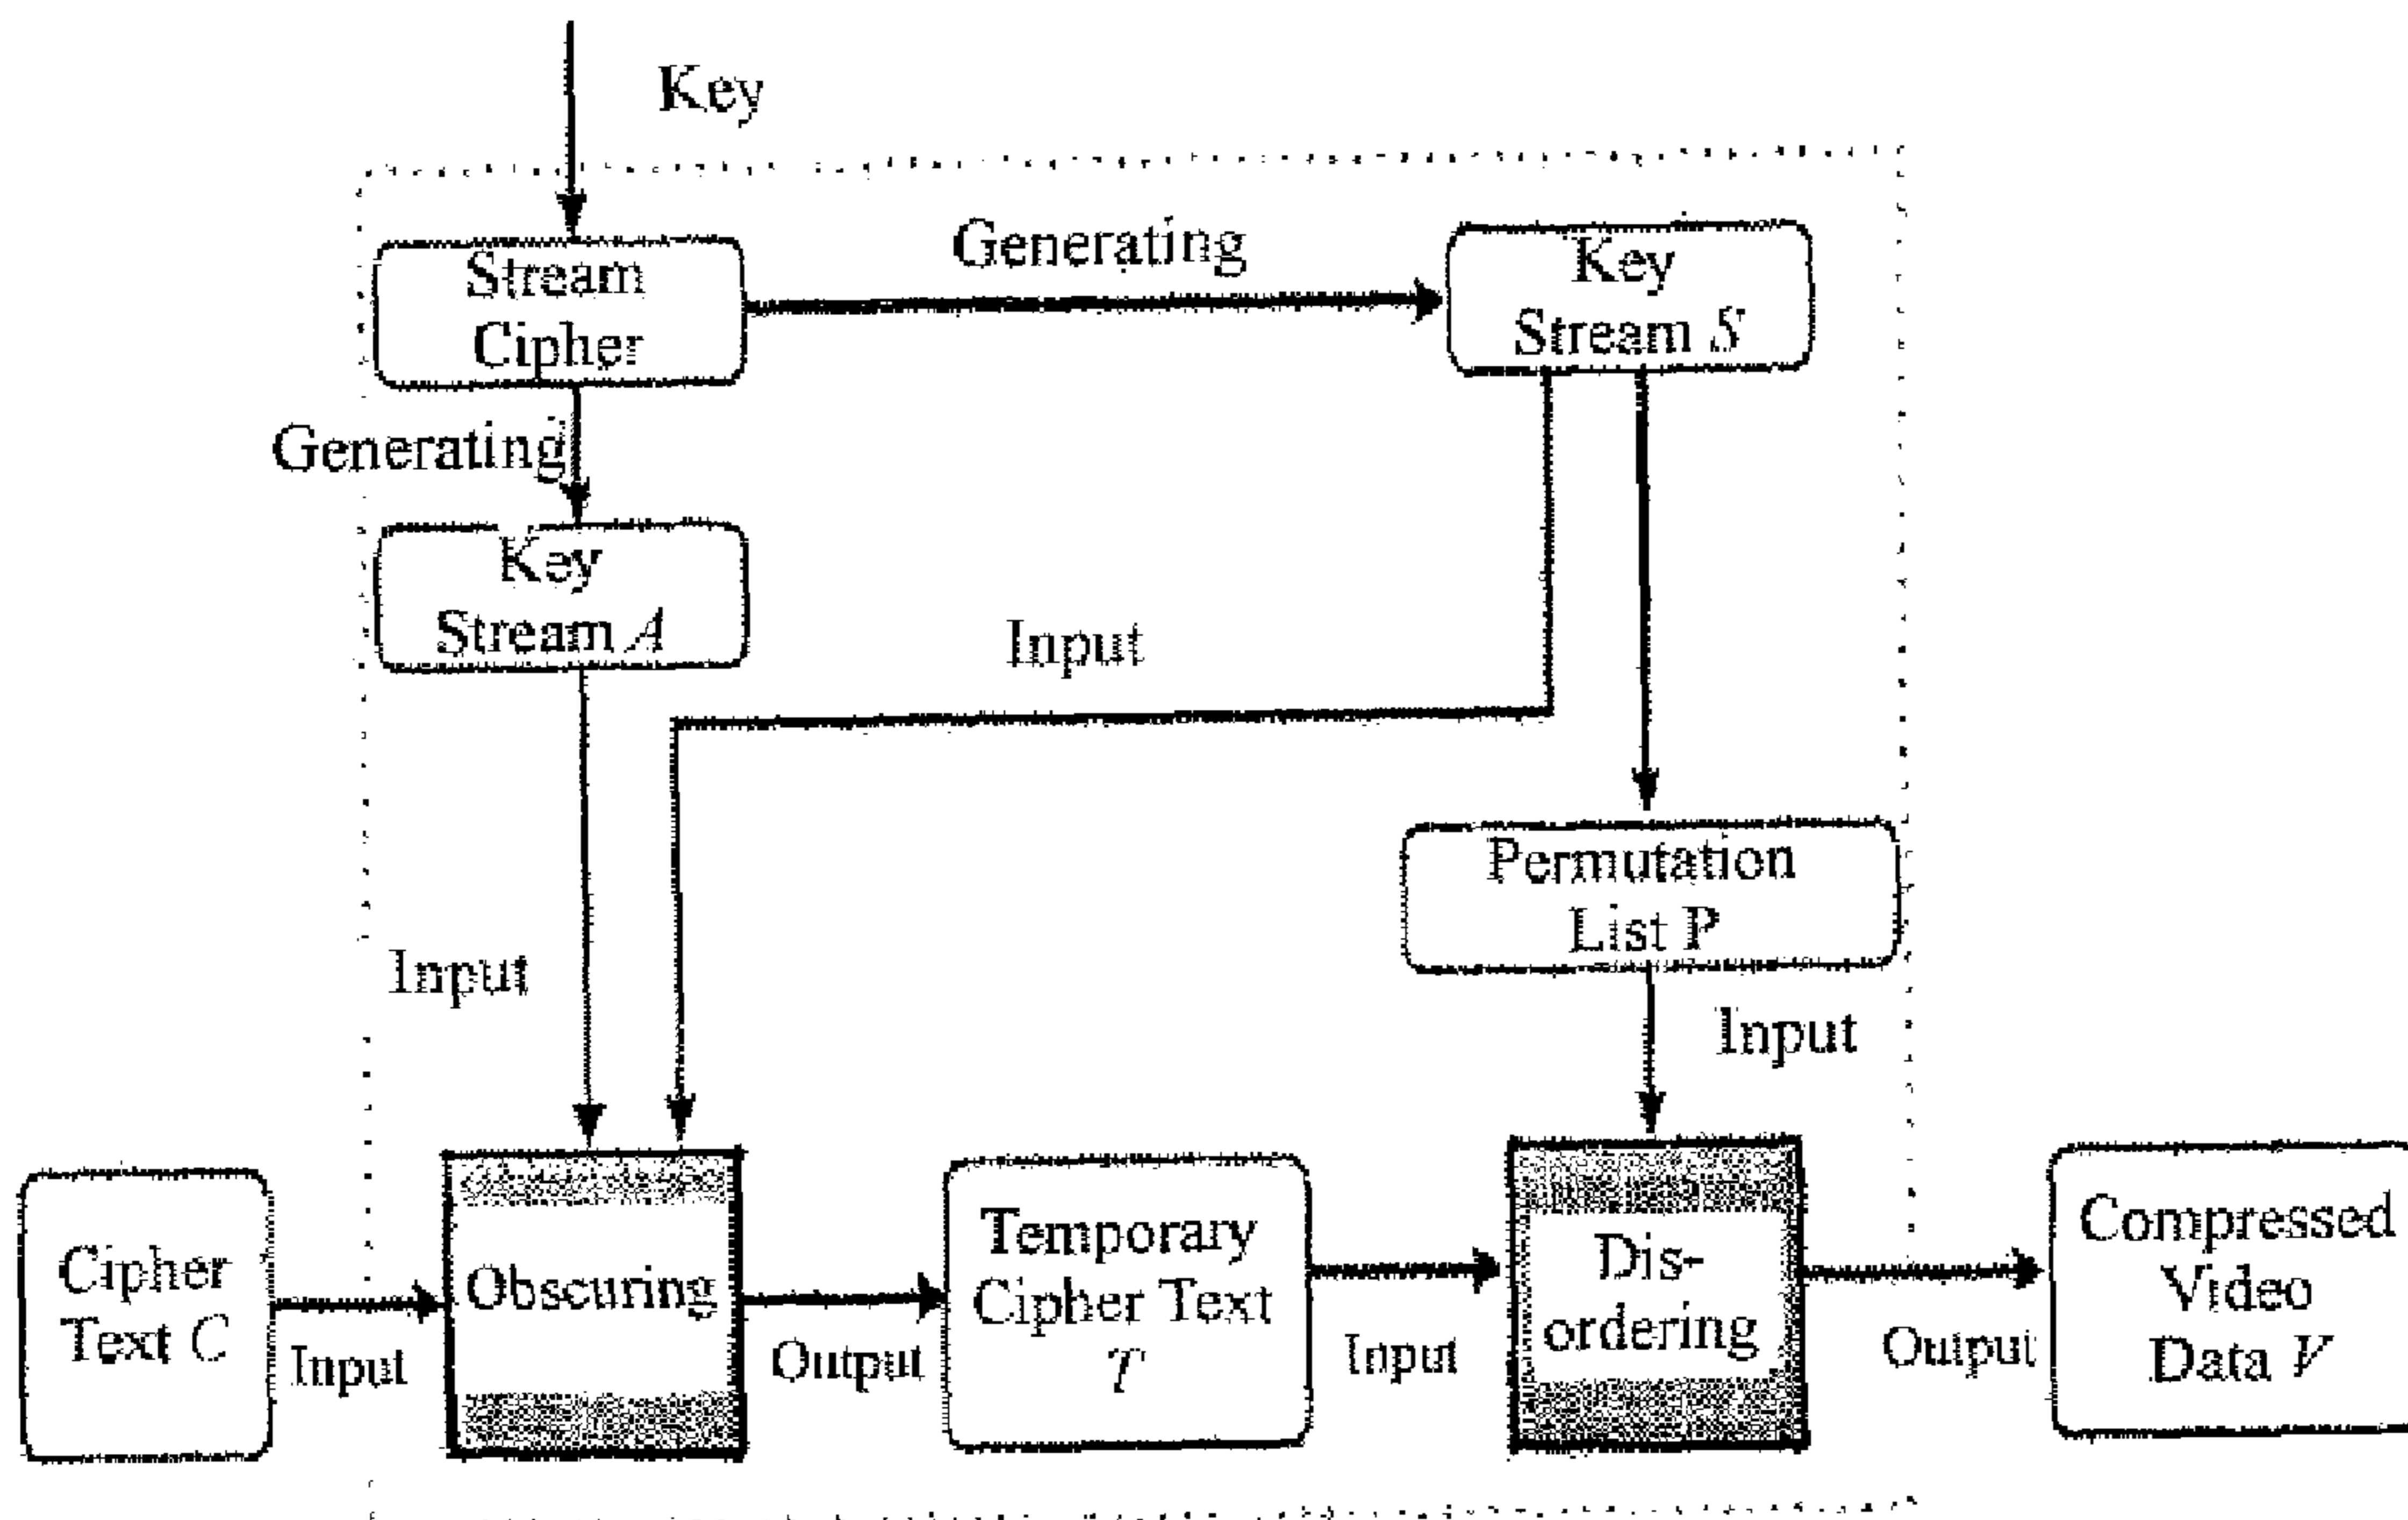 Key
Stream
Cipher
Generating
Key
Stream S
Generating
Key
Stream A
Input
Permutation
List P
Input
Input
Cipher
Text C
Input
Obscuring
Output
Temporary
Cipher Text
T
Input
Dis-
ordering
Output
Compressed
Video
Data V